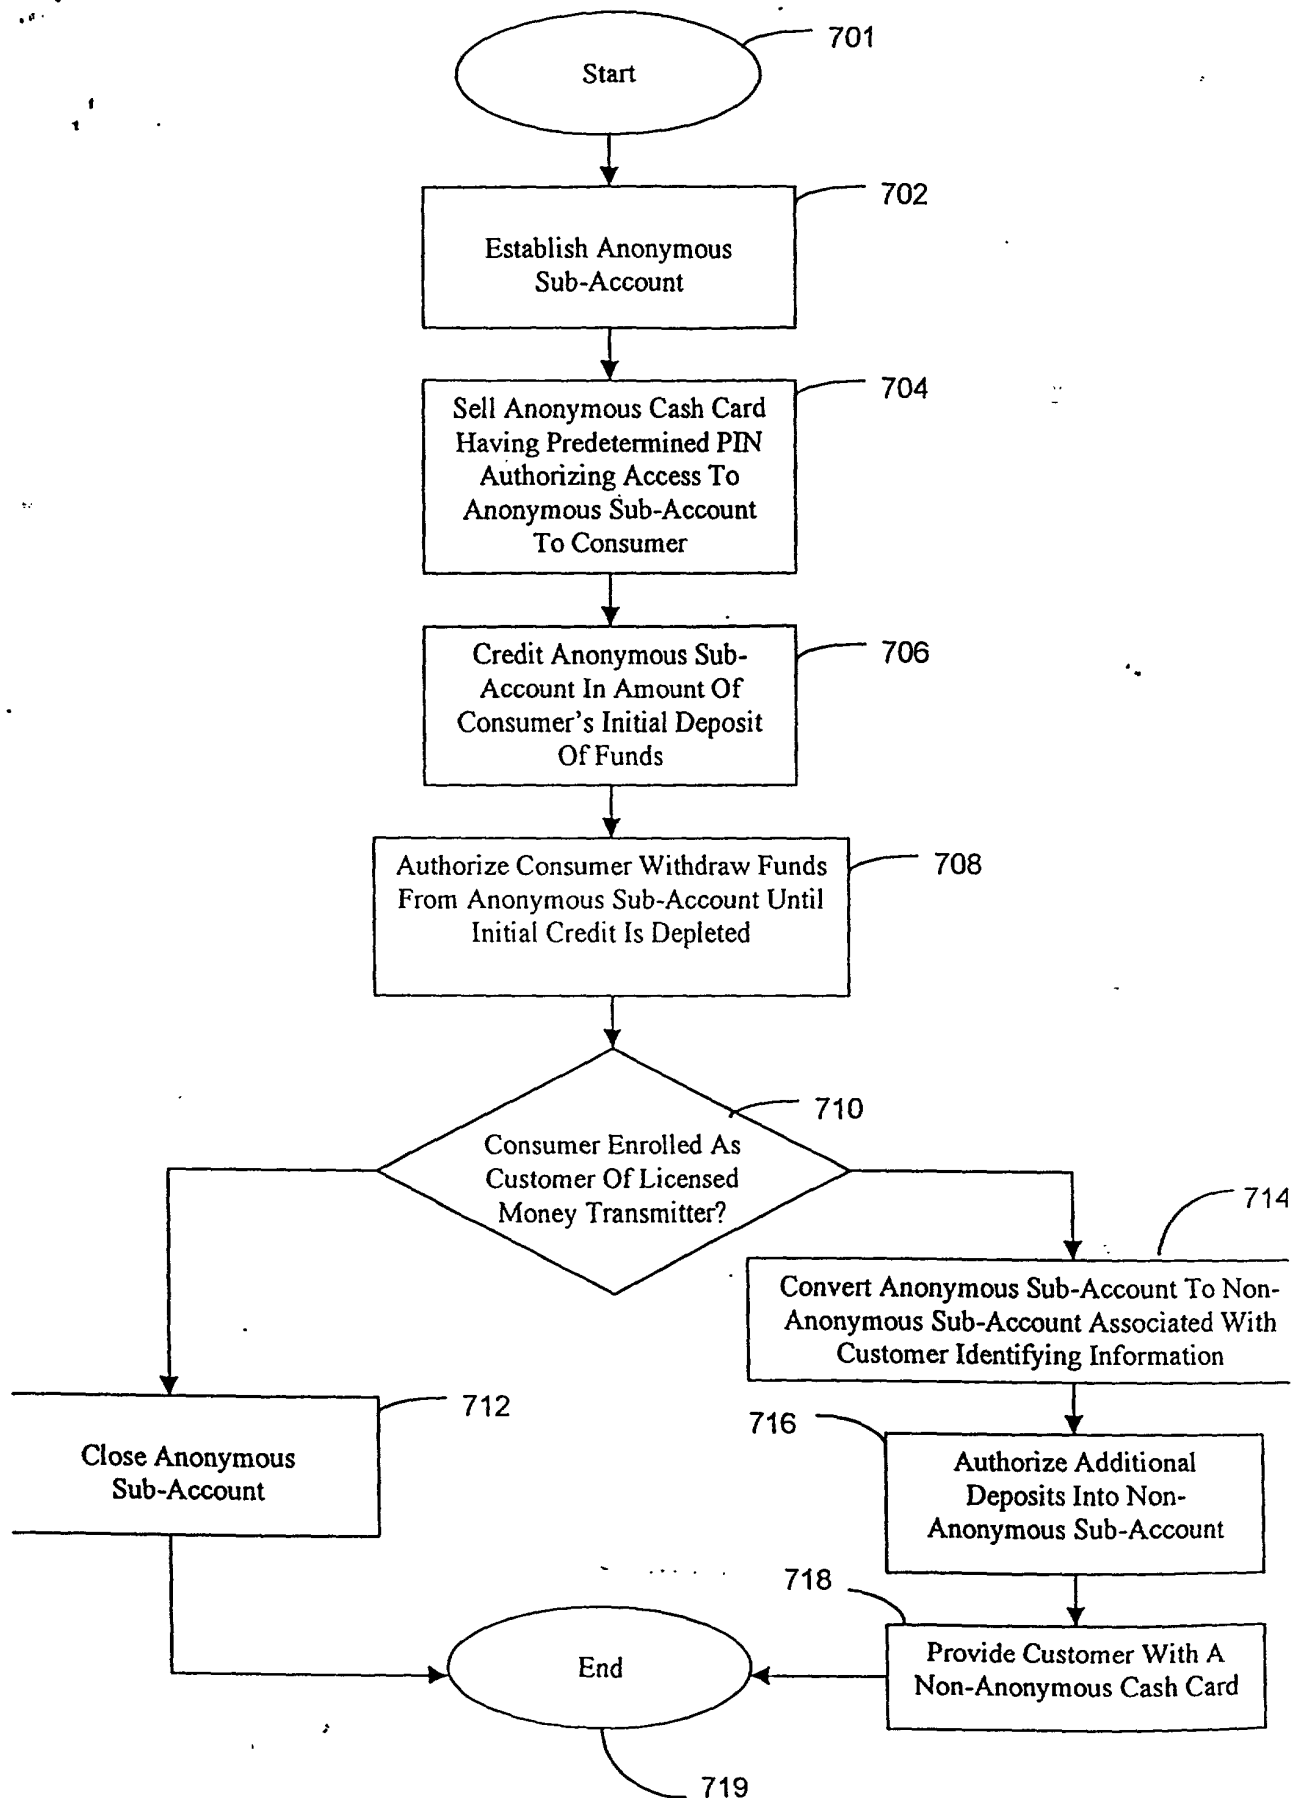 701
Start
702
Establish Anonymous
Sub-Account
704
Sell Anonymous Cash Card
Having Predetermined PIN
Authorizing Access To
Anonymous Sub-Account
To Consumer
706
Credit Anonymous Sub-
Account In Amount Of
Consumer's Initial Deposit
Of Funds
708
Authorize Consumer Withdraw Funds
From Anonymous Sub-Account Until
Initial Credit Is Depleted
710
Consumer Enrolled As
Customer Of Licensed
Money Transmitter?
714
Convert Anonymous Sub-Account To Non-
Anonymous Sub-Account Associated With
Customer Identifying Information
712
Close Anonymous
Sub-Account
716
Authorize Additional
Deposits Into Non-
Anonymous Sub-Account
718
Provide Customer With A
Non-Anonymous Cash Card
End
719